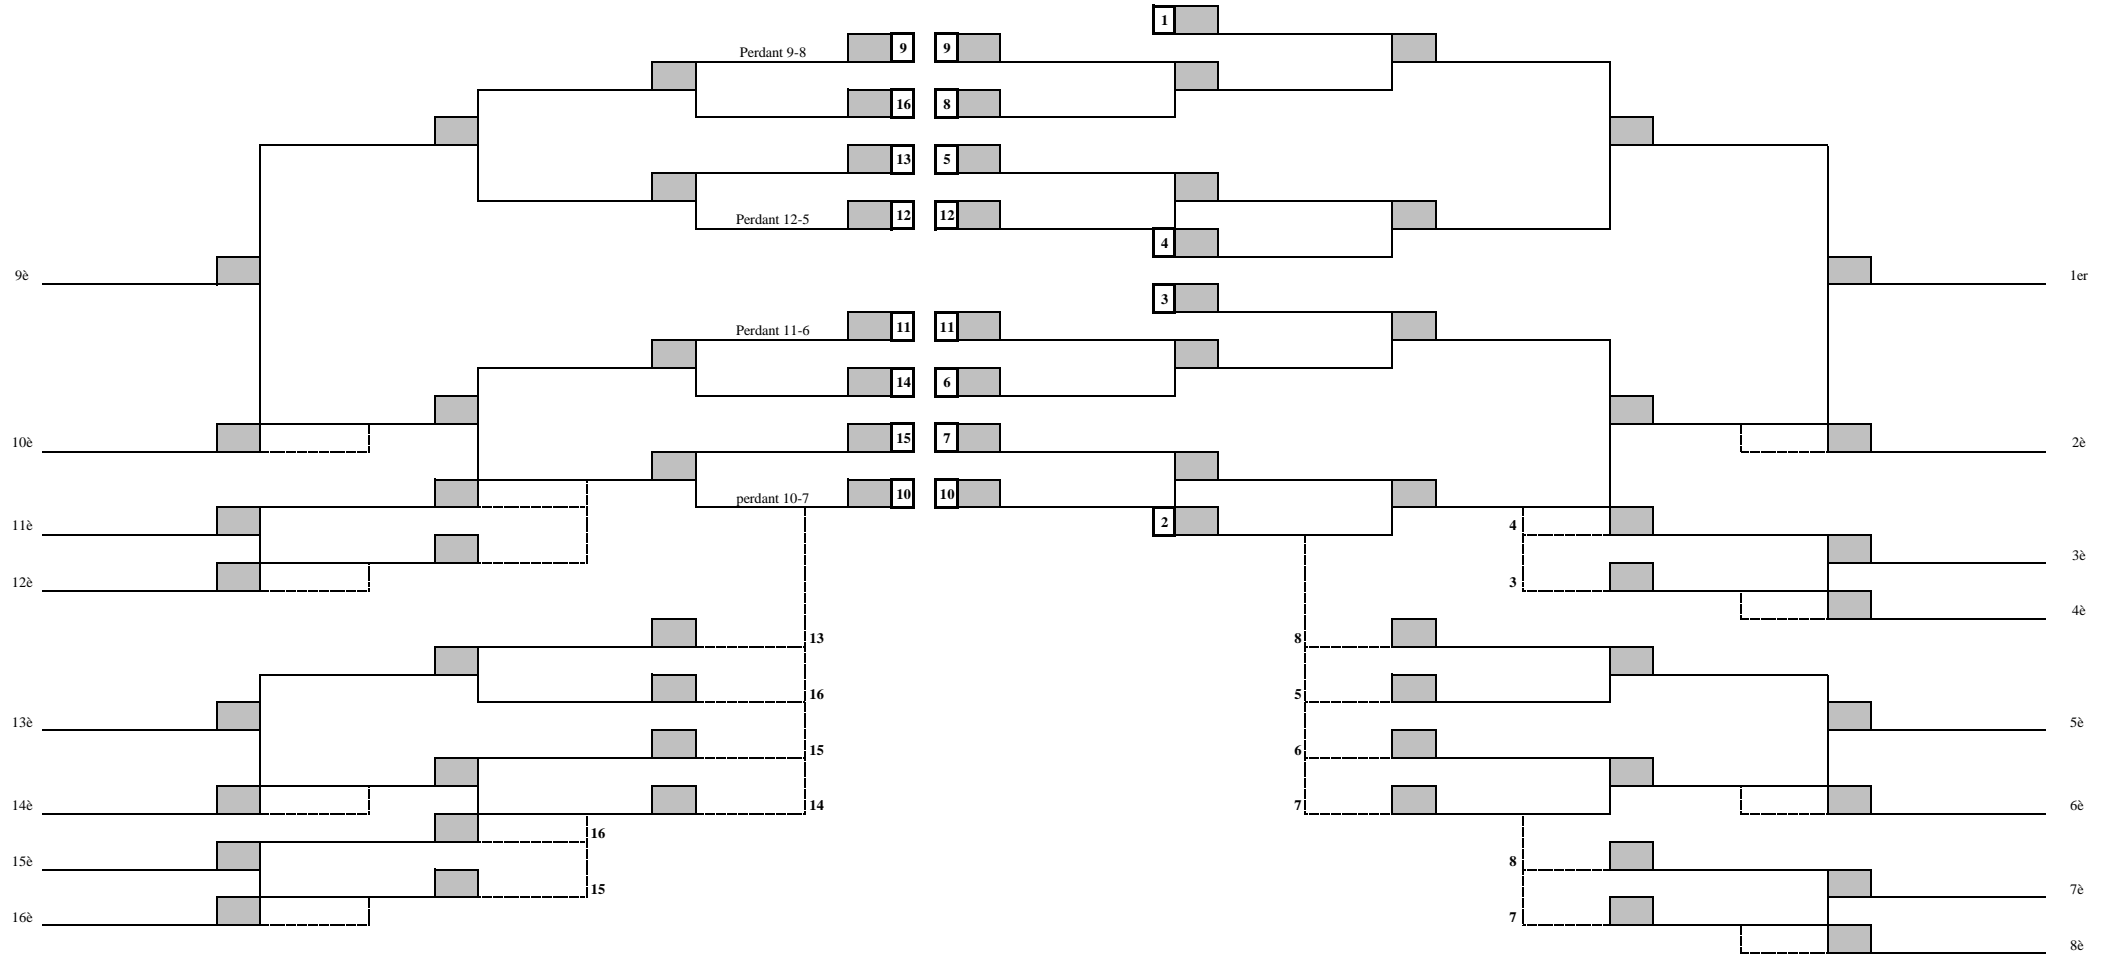 1
Perdant 9-8 9 9
16 8
13 5
Perdant 12-5 12 12
4
9è 1er
3
Perdant 11-6 11 11
14 6
15 7
10è 2è
perdant 10-7 10 10
2
11è 4
3è
12è 3
4è
13 8
16 5
13è 5è
15 6
14è 14 7 6è
16
15è 8
15 7è
16è 7
8è